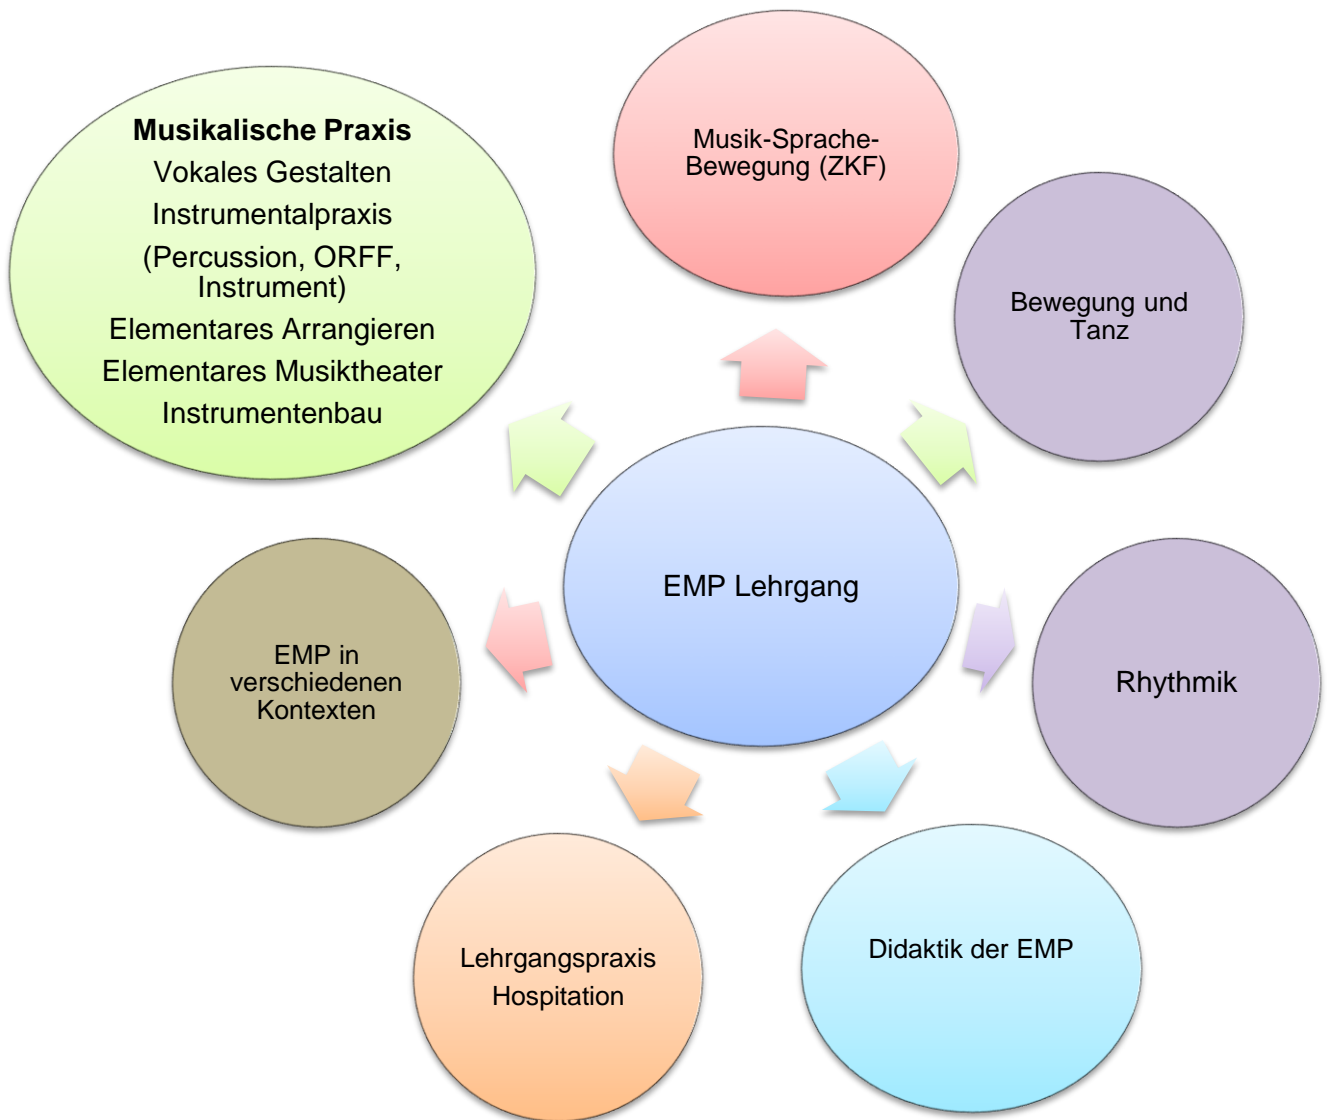 Musikalische Praxis
Vokales Gestalten
Instrumentalpraxis
(Percussion, ORFF,
Instrument)
Elementares Arrangieren
Elementares Musiktheater
Instrumentenbau
Musik-Sprache-
Bewegung (ZKF)
Bewegung und
Tanz
EMP Lehrgang
EMP in
verschiedenen
Kontexten
Rhythmik
Lehrgangspraxis
Hospitation
Didaktik der EMP